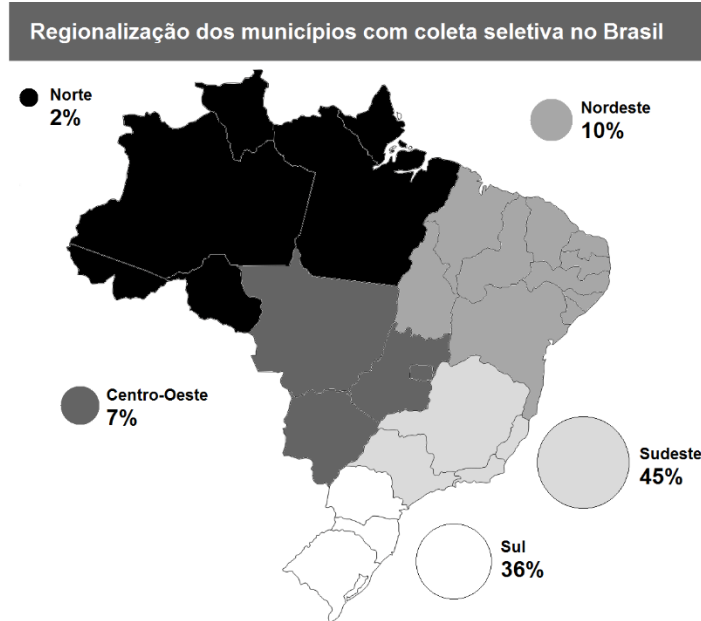 Regionalização dos municípios com coleta seletiva no Brasil
Norte
2%
Nordeste
10%
Centro-Oeste
7%
Sudeste
45%
Sul
36%